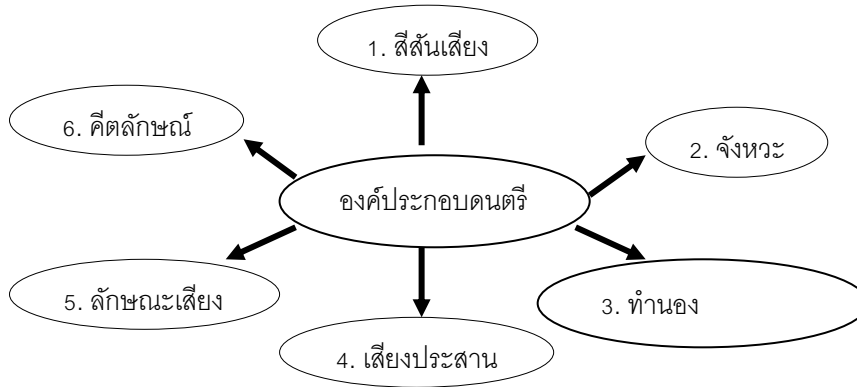 1. สีสันเสียง
6. คีตลักษณ์
2. จังหวะ
องค์ประกอบดนตรี
5. ลักษณะเสียง
3. ทำนอง
4. เสียงประสาน